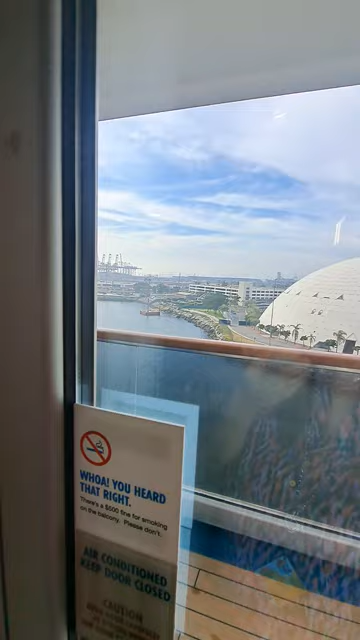 WHOA! YOU HEARD
THAT RIGHT.
There's a $500 fine for smoking
on the balcony. Please don't.
AIR CONDITIONED
KEEP DOOR CLOSED
CAUTION